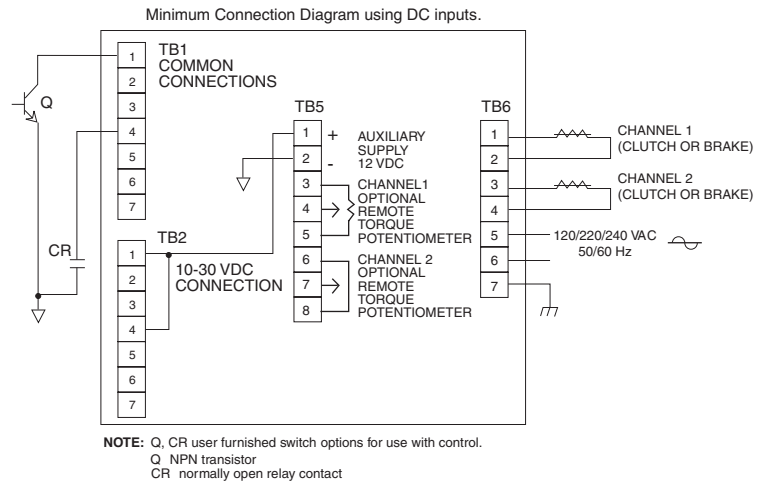 Minimum Connection Diagram using DC inputs.
TB1
COMMON
CONNECTIONS
1
2
3
4
5
6
7
Q
CR
TB2
10-30 VDC
CONNECTION
1
2
3
4
5
6
7
TB5
1
2
3
4
5
6
7
8
+
-
AUXILIARY
SUPPLY
12 VDC
CHANNEL1
OPTIONAL
REMOTE
TORQUE
POTENTIOMETER
CHANNEL 2
OPTIONAL
REMOTE
TORQUE
POTENTIOMETER
TB6
1
2
3
4
5
6
7
CHANNEL 1
(CLUTCH OR BRAKE)
CHANNEL 2
(CLUTCH OR BRAKE)
120/220/240 VAC
50/60 Hz
NOTE: Q, CR user furnished switch options for use with control.
Q NPN transistor
CR normally open relay contact